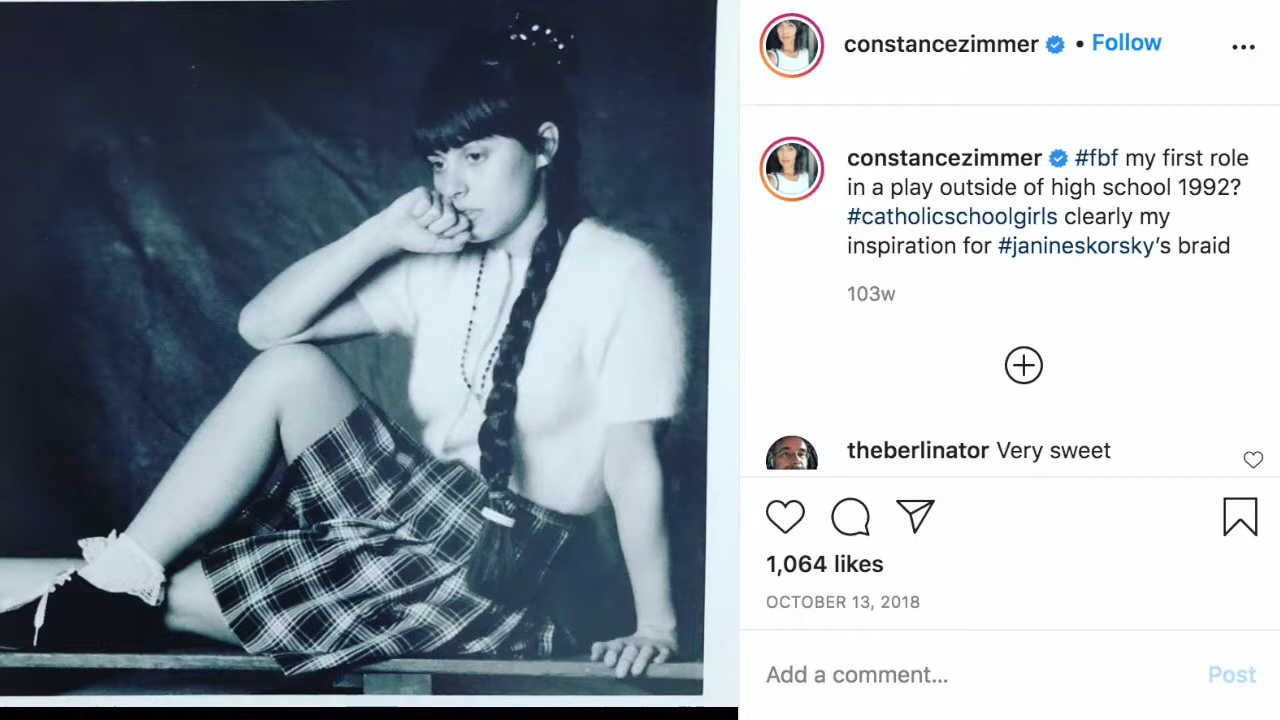 constancezimmer • Follow
constancezimmer #fbf my first role
in a play outside of high school 1992?
#catholicschoolgirls clearly my
inspiration for #janineskorsky’s braid
103w
theberlinator Very sweet
1,064 likes
OCTOBER 13, 2018
Add a comment... Post